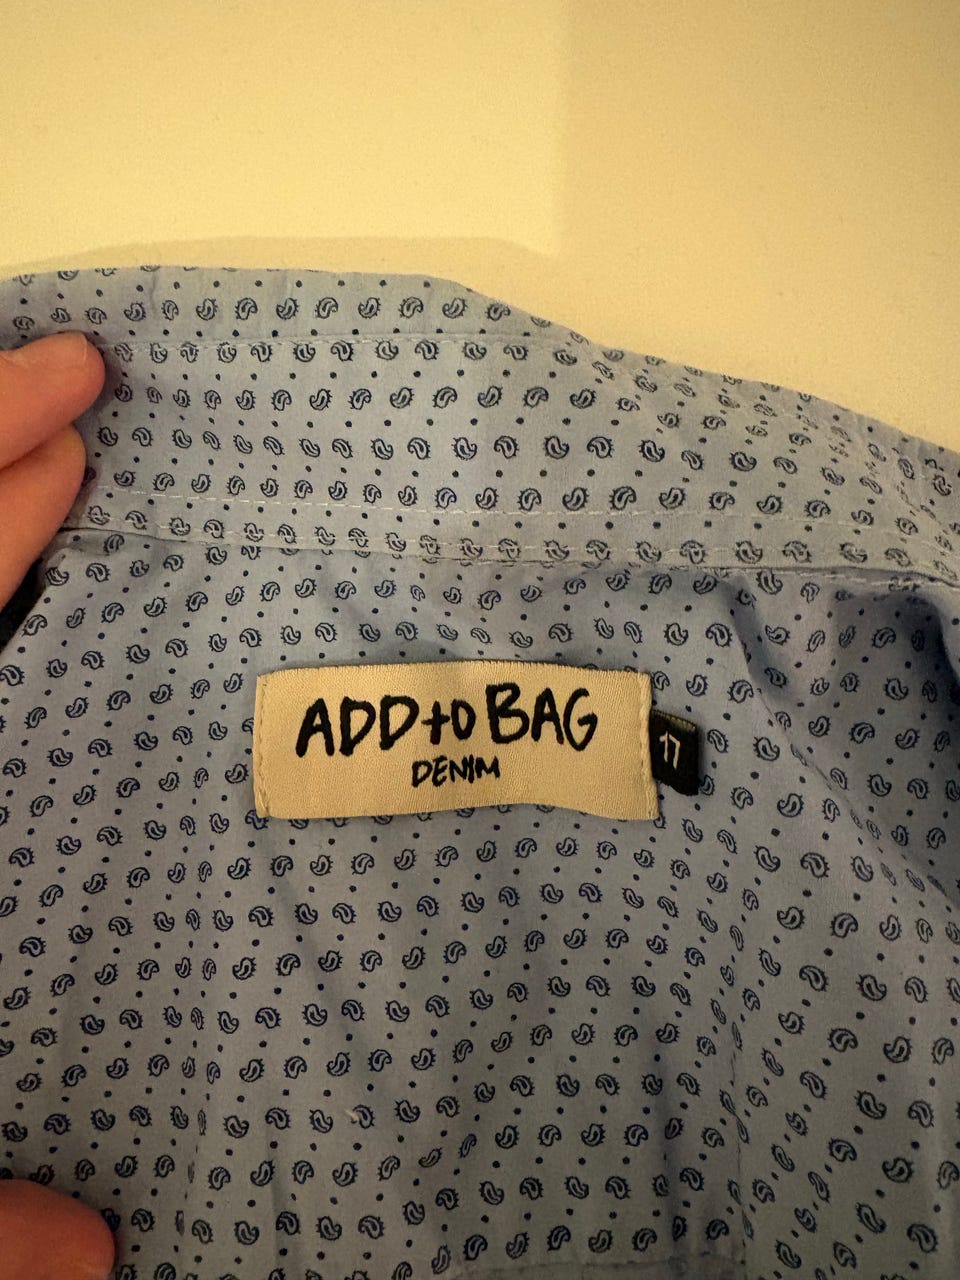 ADD to BAG
DENIM
17